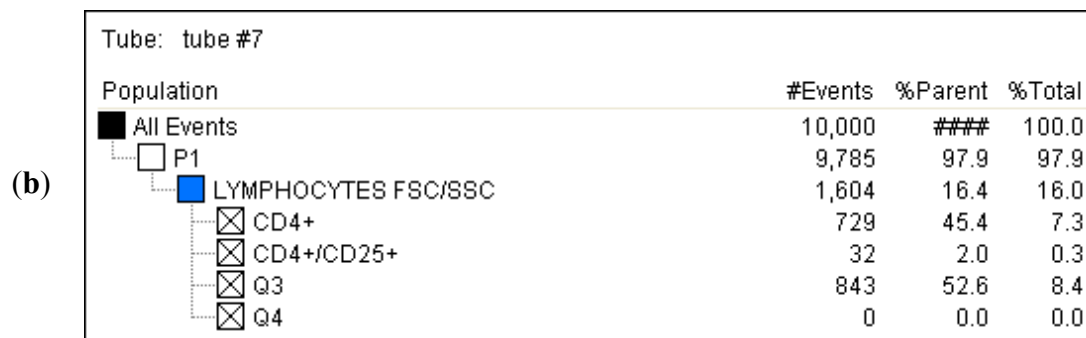 Tube: tube #7
Population #Events %Parent %Total
All Events 10,000 #### 100.0
P1 9,785 97.9 97.9
(b)
LYMPHOCYTES FSC/SSC 1,604 16.4 16.0
CD4+ 729 45.4 7.3
CD4+/CD25+ 32 2.0 0.3
Q3 843 52.6 8.4
Q4 0 0.0 0.0